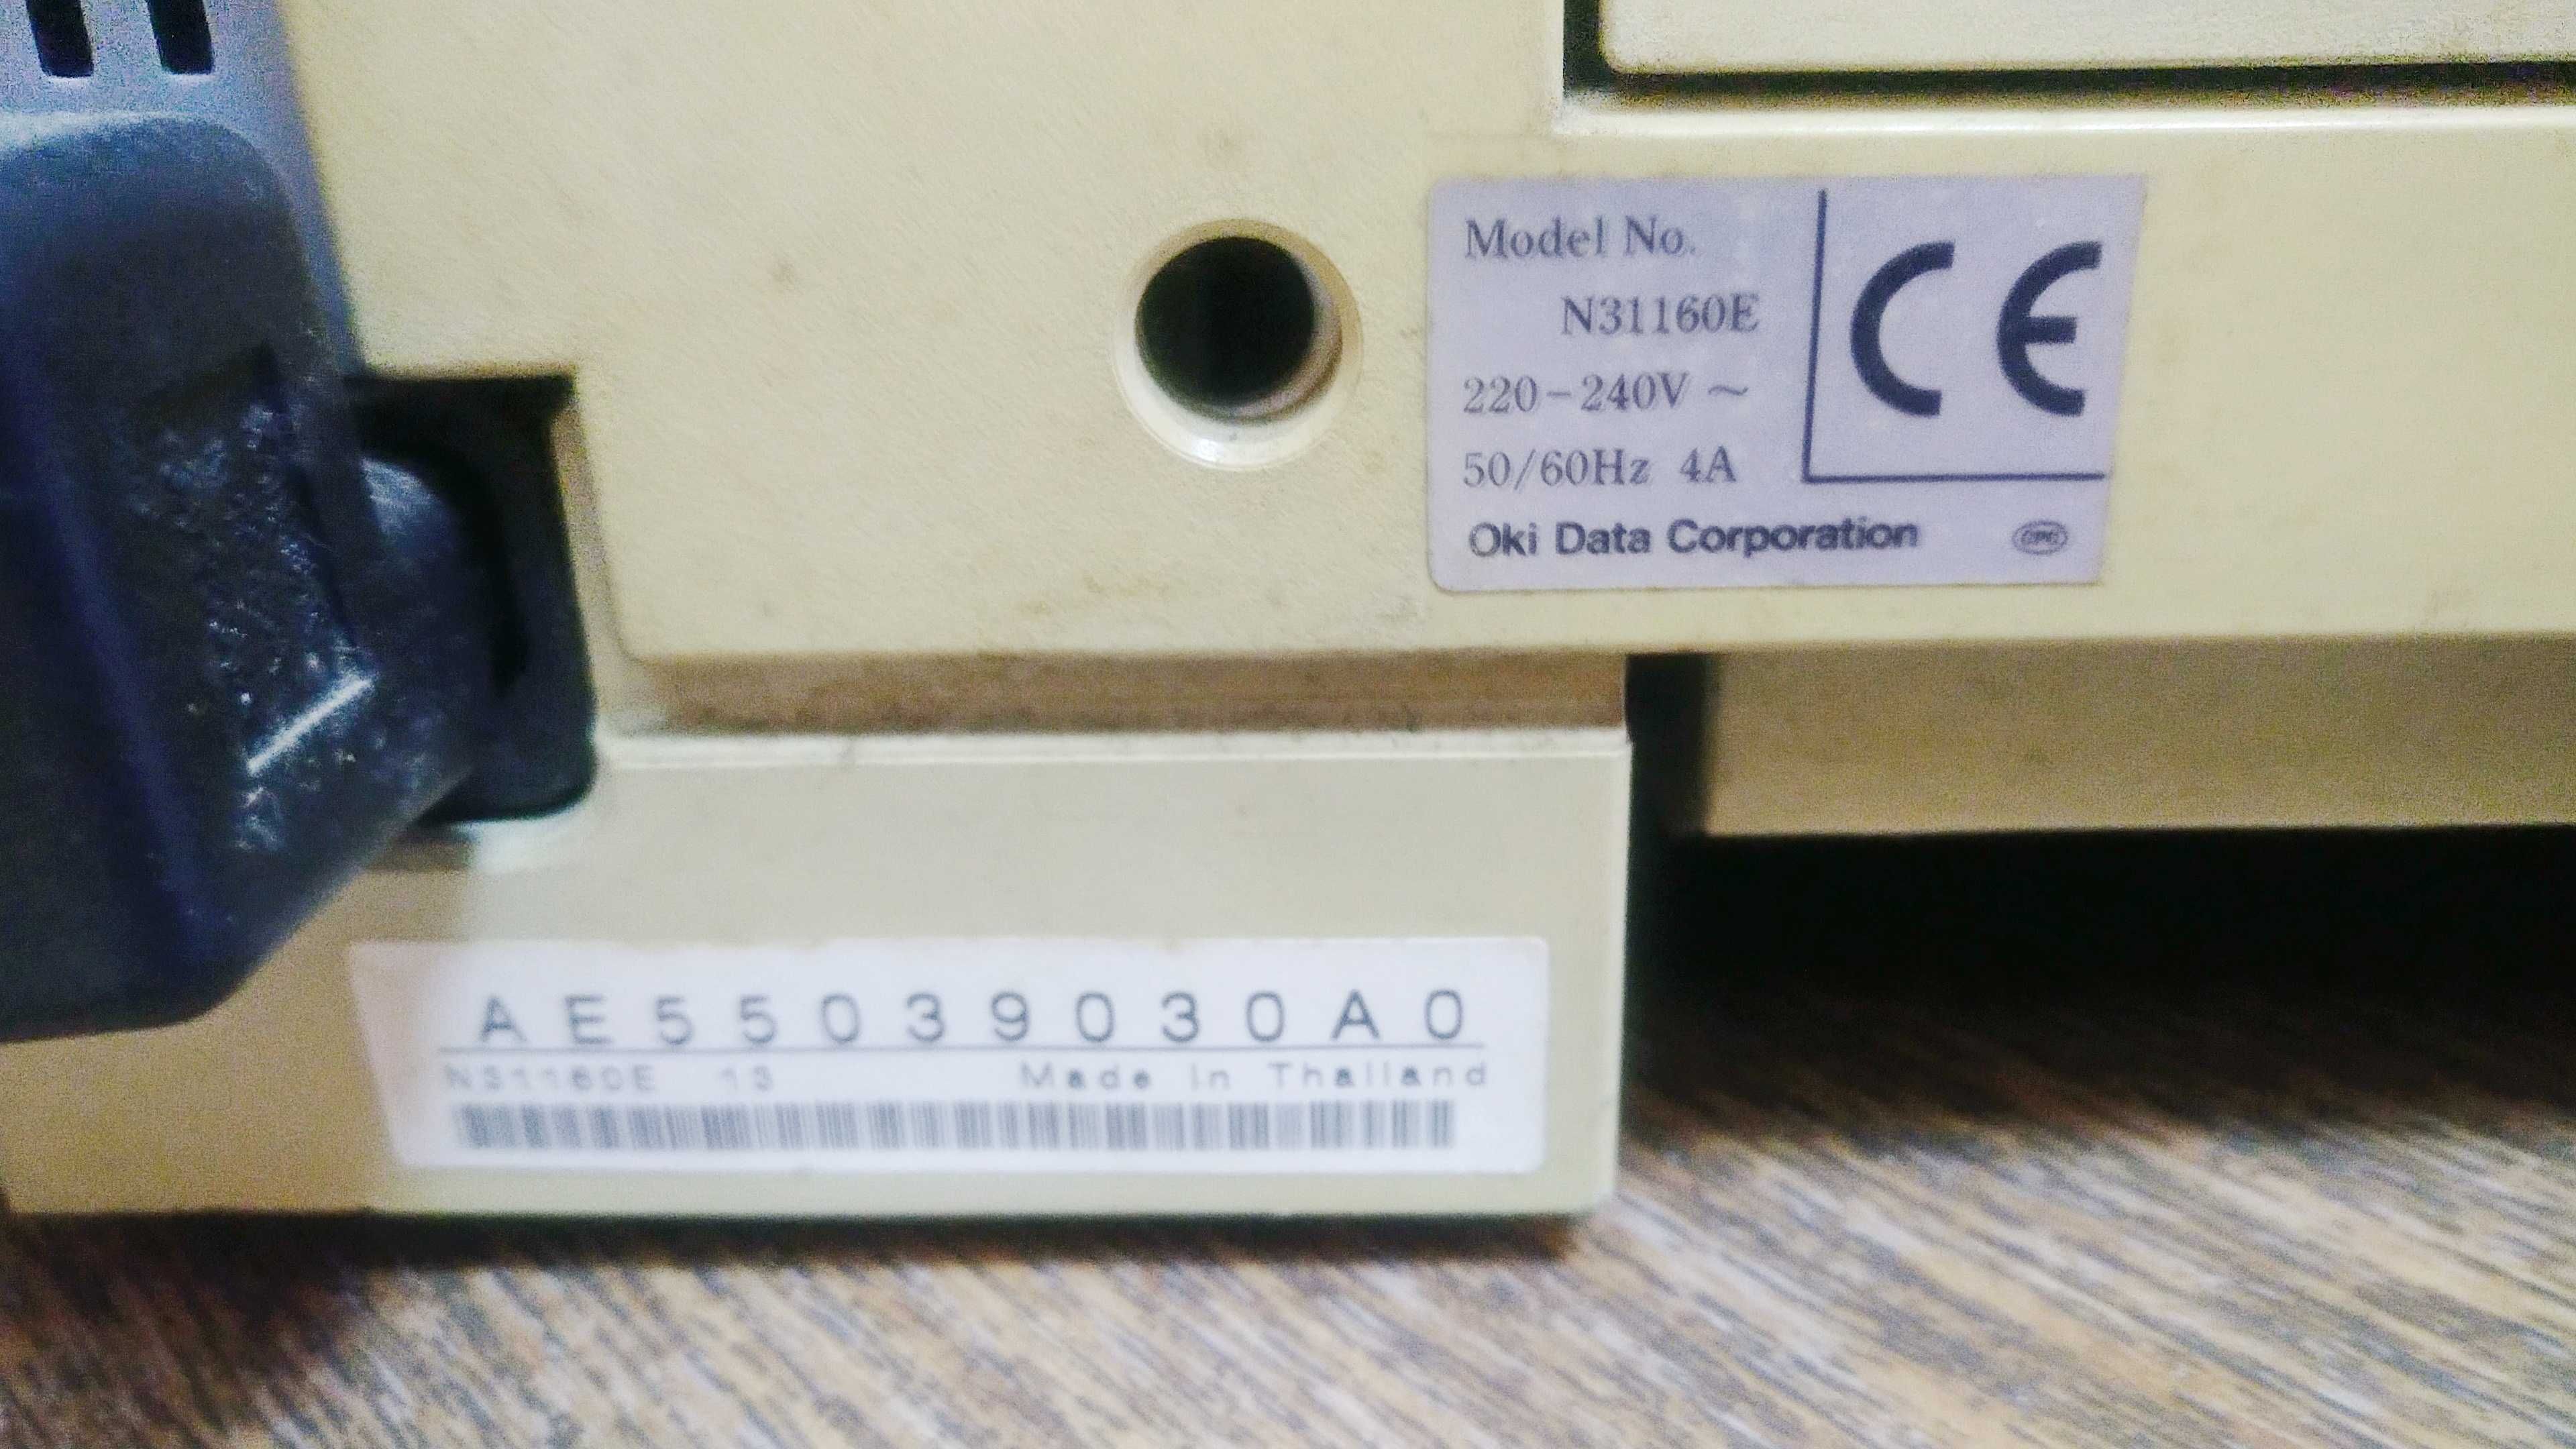 Model No.
N31160E
220-240V ~
50/60Hz 4A
CE
Oki Data Corporation
AE55039030A0
N31160E 13 Made in Thailand